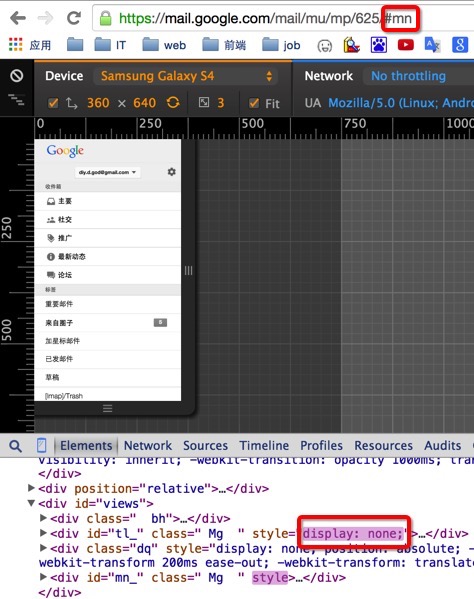 https://mail.google.com/mail/mu/mp/625/#mn
应用 IT web 前端 job
Device Samsung Galaxy S4 Network No throttling
360 × 640 3 Fit UA Mozilla/5.0 (Linux; Andro
0 250 500 750 1000
250
500
Google
diy.d.god@gmail.com
收件箱
主要
社交
推广
最新动态
论坛
标签
重要邮件
来自圈子
加星标邮件
已发邮件
草稿
[Imap]/Trash
Elements Network Sources Timeline Profiles Resources Audits
visibility: inherit; -webkit-transition: opacity 1000ms; tran
</div>
<div position="relative">…</div>
<div id="views">
<div class="  bh">…</div>
<div id="tl_" class=" Mg  " style="display: none;">…</div>
<div class="dq" style="display: none; position: absolute; -
webkit-transform 200ms ease-out; -webkit-transform: translate
<div id="mn_" class=" Mg  " style>…</div>
</div>